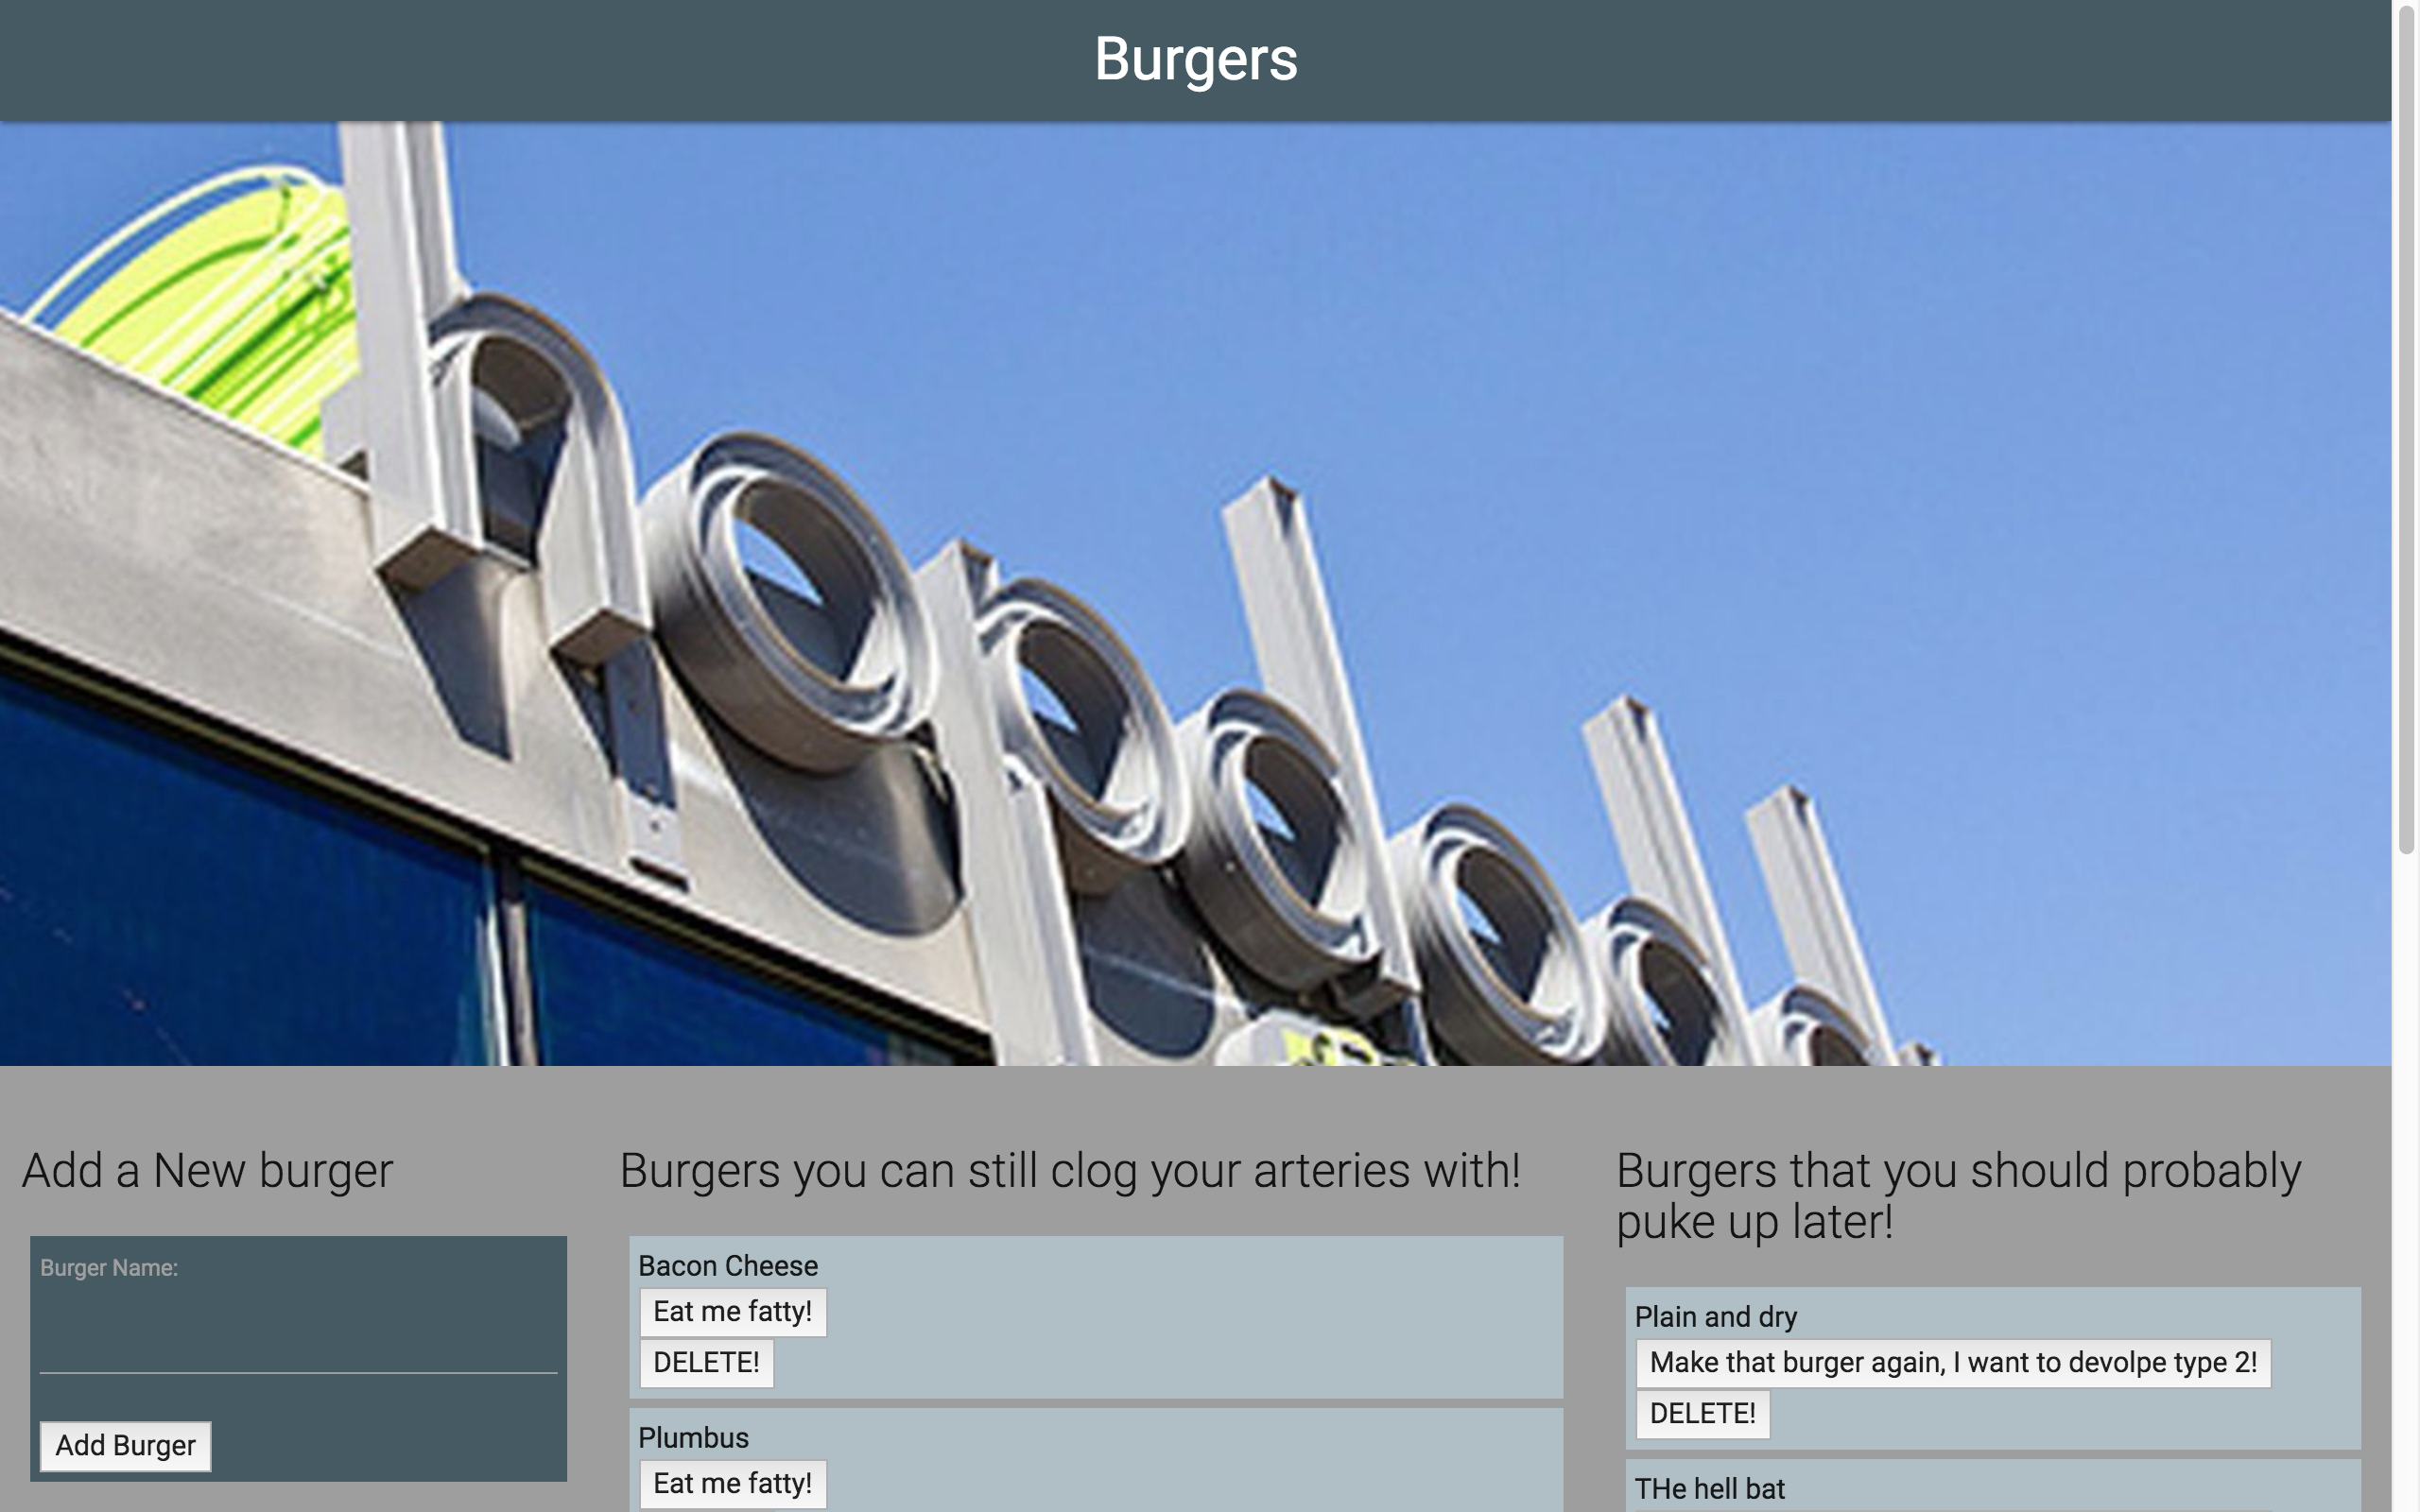 Burgers
Add a New burger
Burger Name:
Add Burger
Burgers you can still clog your arteries with!
Bacon Cheese
Eat me fatty!
DELETE!
Plumbus
Eat me fatty!
Burgers that you should probably
puke up later!
Plain and dry
Make that burger again, I want to devolpe type 2!
DELETE!
THe hell bat